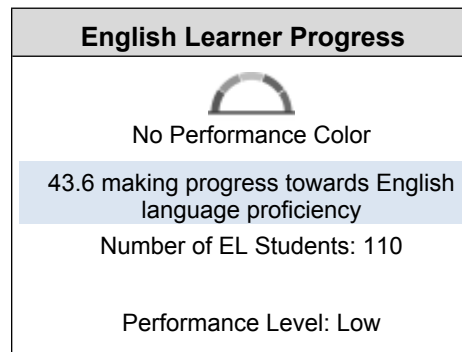 English Learner Progress
No Performance Color
43.6 making progress towards English
language proficiency
Number of EL Students: 110
Performance Level: Low